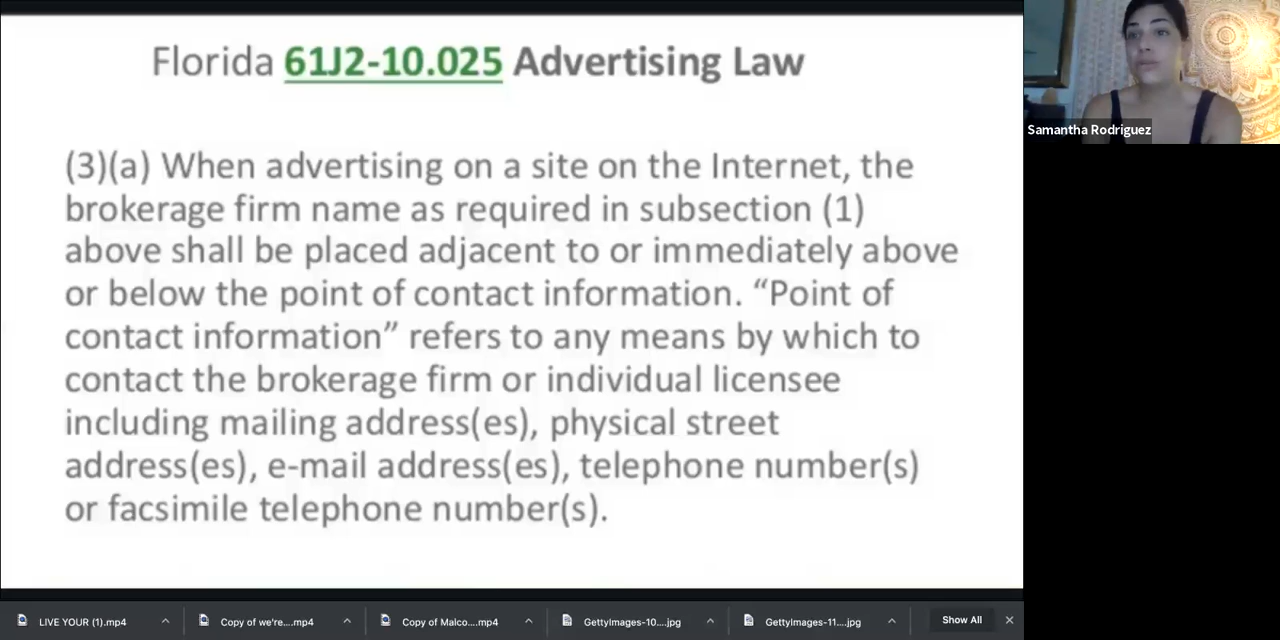 Florida 61J2-10.025 Advertising Law
(3)(a) When advertising on a site on the Internet, the
brokerage firm name as required in subsection (1)
above shall be placed adjacent to or immediately above
or below the point of contact information. “Point of
contact information” refers to any means by which to
contact the brokerage firm or individual licensee
including mailing address(es), physical street
address(es), e-mail address(es), telephone number(s)
or facsimile telephone number(s).
Samantha Rodriguez
LIVE YOUR (1).mp4
Copy of we're....mp4
Copy of Malco....mp4
GettyImages-10....jpg
GettyImages-11....jpg
Show All